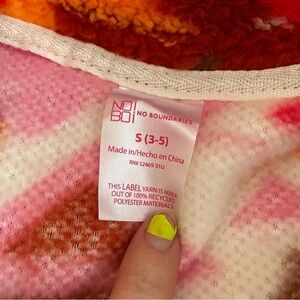 NO!
BO!
NO BOUNDARIES
S (3-5)
Made in/Hecho en China
RN# 52469 51U
THIS LABEL YARN IS MADE
OUT OF 100% RECYCLED
POLYESTER MATERIALS